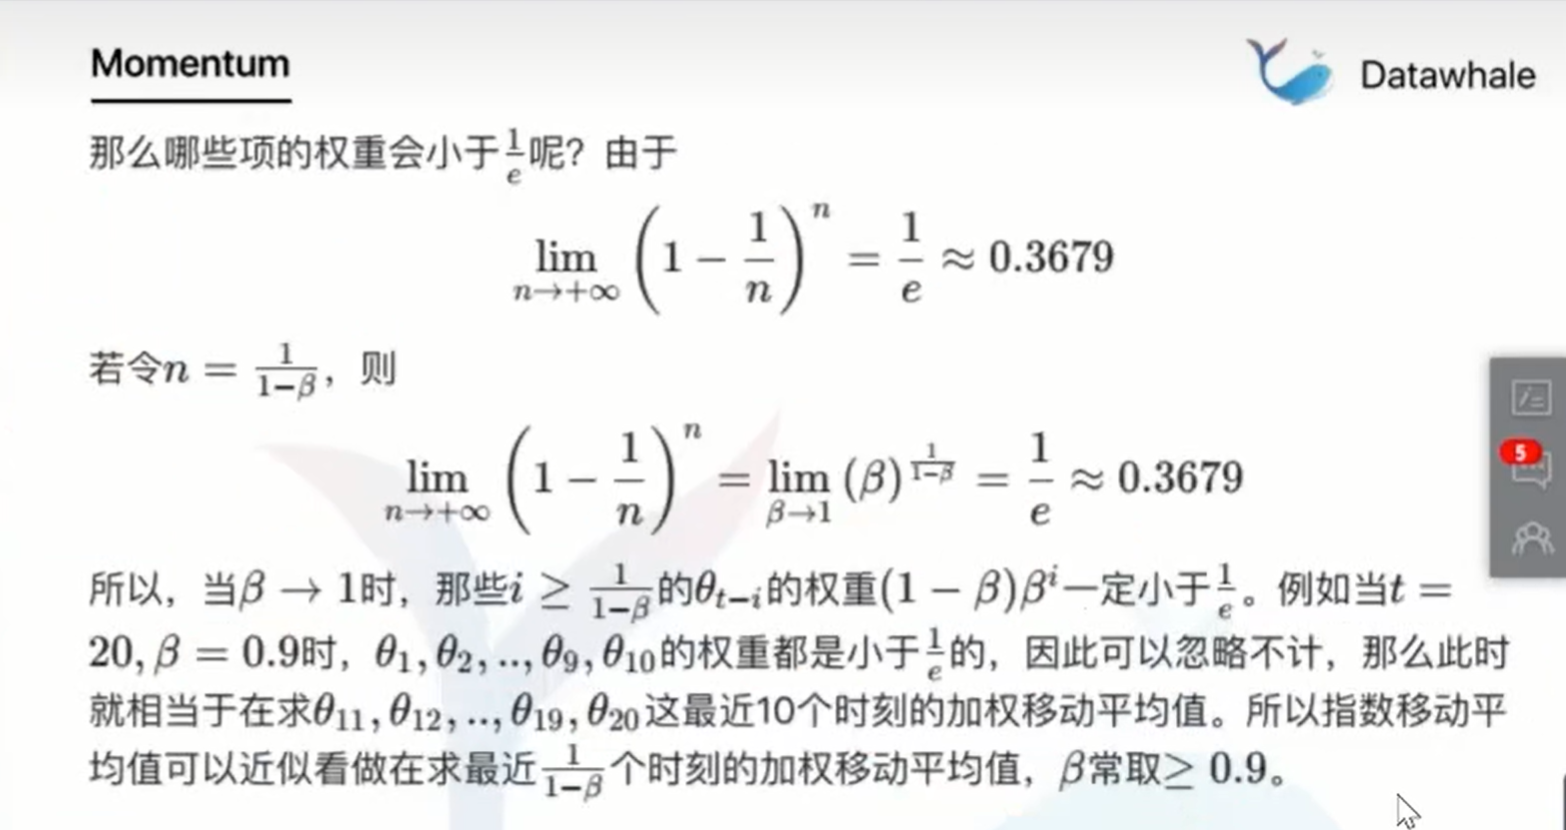 Momentum
Datawhale
那么哪些项的权重会小于$\frac{1}{e}$呢？由于
$\lim_{n \to +\infty} \left(1 - \frac{1}{n}\right)^n = \frac{1}{e} \approx 0.3679$
若令$n = \frac{1}{1-\beta}$，则
$\lim_{n \to +\infty} \left(1 - \frac{1}{n}\right)^n = \lim_{\beta \to 1} (\beta)^{\frac{1}{1-\beta}} = \frac{1}{e} \approx 0.3679$
所以，当$\beta \to 1$时，那些$i \geq \frac{1}{1-\beta}$的$\theta_{t-i}$的权重$(1-\beta)\beta^i$一定小于$\frac{1}{e}$。例如当$t =$
$20, \beta = 0.9$时，$\theta_1, \theta_2, .., \theta_9, \theta_{10}$的权重都是小于$\frac{1}{e}$的，因此可以忽略不计，那么此时
就相当于在求$\theta_{11}, \theta_{12}, .., \theta_{19}, \theta_{20}$这最近10个时刻的加权移动平均值。所以指数移动平
均值可以近似看做在求最近$\frac{1}{1-\beta}$个时刻的加权移动平均值，$\beta$常取$\geq 0.9$。
5